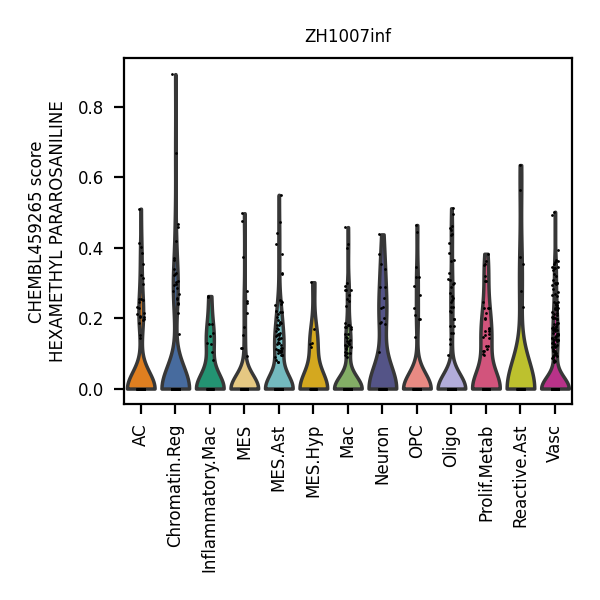 ZH1007inf
CHEMBL459265 score
HEXAMETHYL PARAROSANILINE
0.8
0.6
0.4
0.2
0.0
AC
Chromatin.Reg
Inflammatory.Mac
MES
MES.Ast
MES.Hyp
Mac
Neuron
OPC
Oligo
Prolif.Metab
Reactive.Ast
Vasc